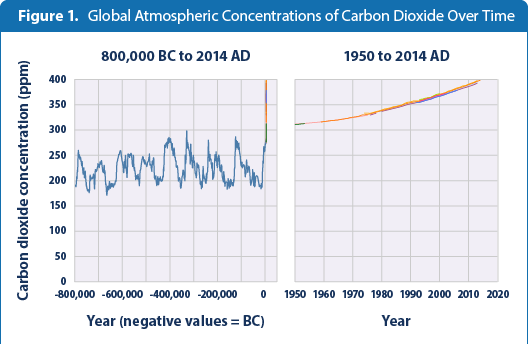 Figure 1. Global Atmospheric Concentrations of Carbon Dioxide Over Time
800,000 BC to 2014 AD
1950 to 2014 AD
Carbon dioxide concentration (ppm)
400
350
300
250
200
150
100
50
0
-800,000 -600,000 -400,000 -200,000 0
1950 1960 1970 1980 1990 2000 2010 2020
Year (negative values = BC)
Year